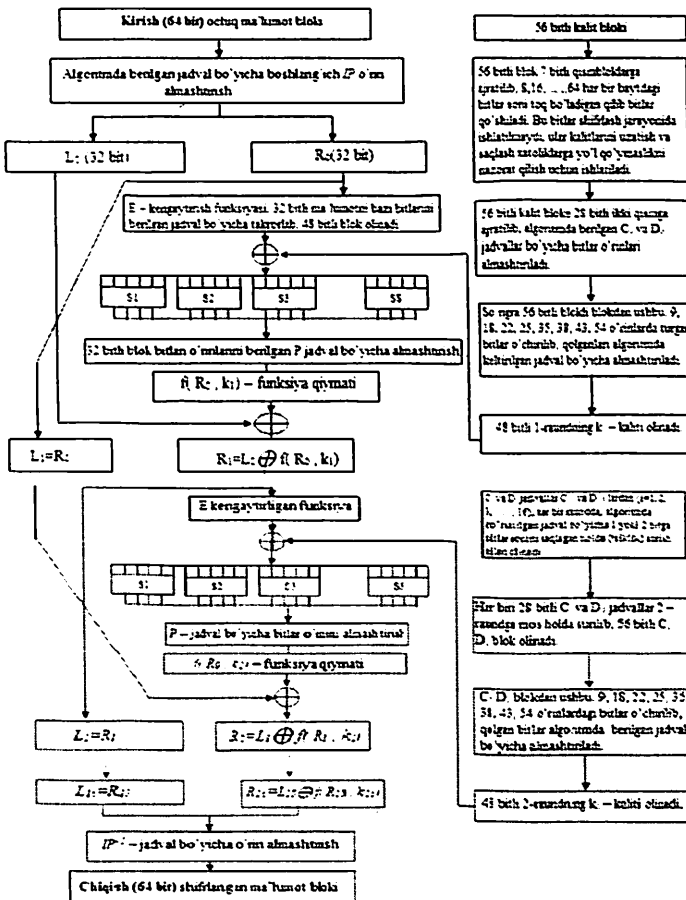 Kirish (64 bir) ochiq ma'lumot bloki
Algoritmda berilgan jadval bo'yicha boshlang'ich IP o'rin
almashtirish
L₀ (32 bit)
R₀(32 bit)
E – kengaytirish funksiyasi, 32 bitli ma'lumotni bazi bitlarini
berilgan jadval bo'yicha takrorlab, 48 bitli blok olinadi
S1
S2
S3
S8
32 bitli blok bitlari o'rinlarini berilgan P jadval bo'yicha almashtirish
f( R₀ , k₁) – funksiya qiymati
L₁=R₀
R₁=L₀ ⊕ f( R₀ , k₁)
E kengaytirilgan funksiya
S1
S2
S3
S8
P – jadval bo'yicha bitlar o'rnini almashtirish
– funksiya qiymati
L₂=R₁
R₂=L₁ ⊕ f( R₁ , k₂)
IP⁻¹ – jadval bo'yicha o'rin almashtirish
Chiqish (64 bir) shifrlangan ma'lumot bloki
56 bitli kalit bloki
56 bitli blok 7 bitli qismbloklarga
ajratilib, 8,16, ...,64 har bir baytdagi
bitlar soni toq bo'ladigan qilib bitlar
qo'shiladi. Bu bitlar shifrlash jarayonida
ishlatilmaydi, ular kalitlarni uzatish va
saqlash xatoliklarga yo'l qo'ymaslikni
nazorat qilish uchun ishlatiladi.
56 bitli kalit bloki 28 bitli ikki qismga
ajratilib, algoritmda berilgan C₀ va D₀
jadvallar bo'yicha bitlar o'rinlari
almashtiriladi.
So'ngra 56 bitli blokdan ushbu: 9,
18, 22, 25, 35, 38, 43, 54 o'rinlarda turgan
bitlar o'chirilib, qolganlari algoritmda
keltirilgan jadval bo'yicha almashtiriladi.
48 bitli 1-raundning k₁ – kaliti olinadi.
Har biri 28 bitli C₁ va D₁ jadvallar 2 –
raundga mos holda surilib, 56 bitli C₂
D₂ blok olinadi.
C₂ D₂ blokdan ushbu: 9, 18, 22, 25, 35,
38, 43, 54 o'rinlardagi bitlar o'chirilib,
qolgan bitlar algoritmda berilgan jadval
bo'yicha almashtiriladi.
48 bitli 2-raundning k₂ – kaliti olinadi.